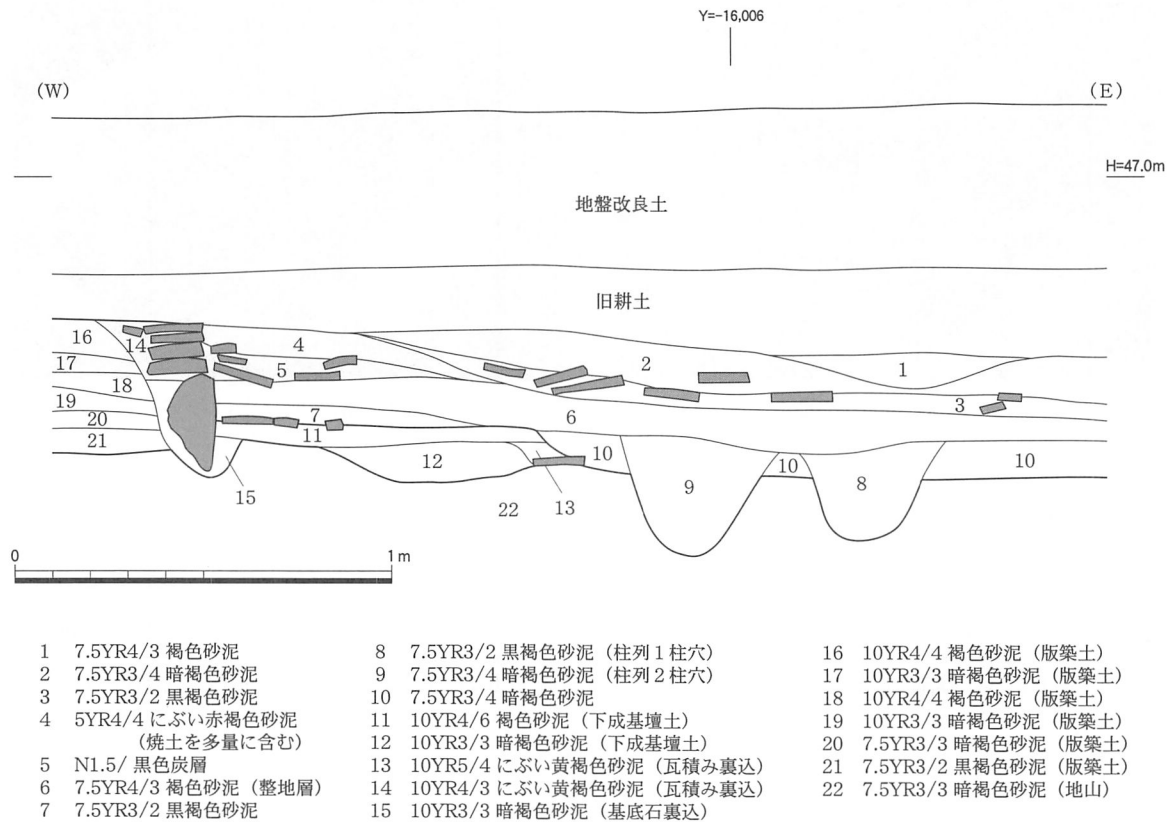 Y=-16,006
(W)
(E)
H=47.0m
地盤改良土
旧耕土
16
14
4
2
1
17
5
18
3
19
7
6
20
11
21
12
10
10
10
9
8
15
22
13
0
1 m
1 7.5YR4/3 褐色砂泥
2 7.5YR3/4 暗褐色砂泥
3 7.5YR3/2 黒褐色砂泥
4 5YR4/4 にぶい赤褐色砂泥
（焼土を多量に含む）
5 N1.5/ 黒色炭層
6 7.5YR4/3 褐色砂泥（整地層）
7 7.5YR3/2 黒褐色砂泥
8 7.5YR3/2 黒褐色砂泥（柱列1柱穴）
9 7.5YR3/4 暗褐色砂泥（柱列2柱穴）
10 7.5YR3/4 暗褐色砂泥
11 10YR4/6 褐色砂泥（下成基壇土）
12 10YR3/3 暗褐色砂泥（下成基壇土）
13 10YR5/4 にぶい黄褐色砂泥（瓦積み裏込）
14 10YR4/3 にぶい黄褐色砂泥（瓦積み裏込）
15 10YR3/3 暗褐色砂泥（基底石裏込）
16 10YR4/4 褐色砂泥（版築土）
17 10YR3/3 暗褐色砂泥（版築土）
18 10YR4/4 褐色砂泥（版築土）
19 10YR3/3 暗褐色砂泥（版築土）
20 7.5YR3/3 暗褐色砂泥（版築土）
21 7.5YR3/2 黒褐色砂泥（版築土）
22 7.5YR3/3 暗褐色砂泥（地山）